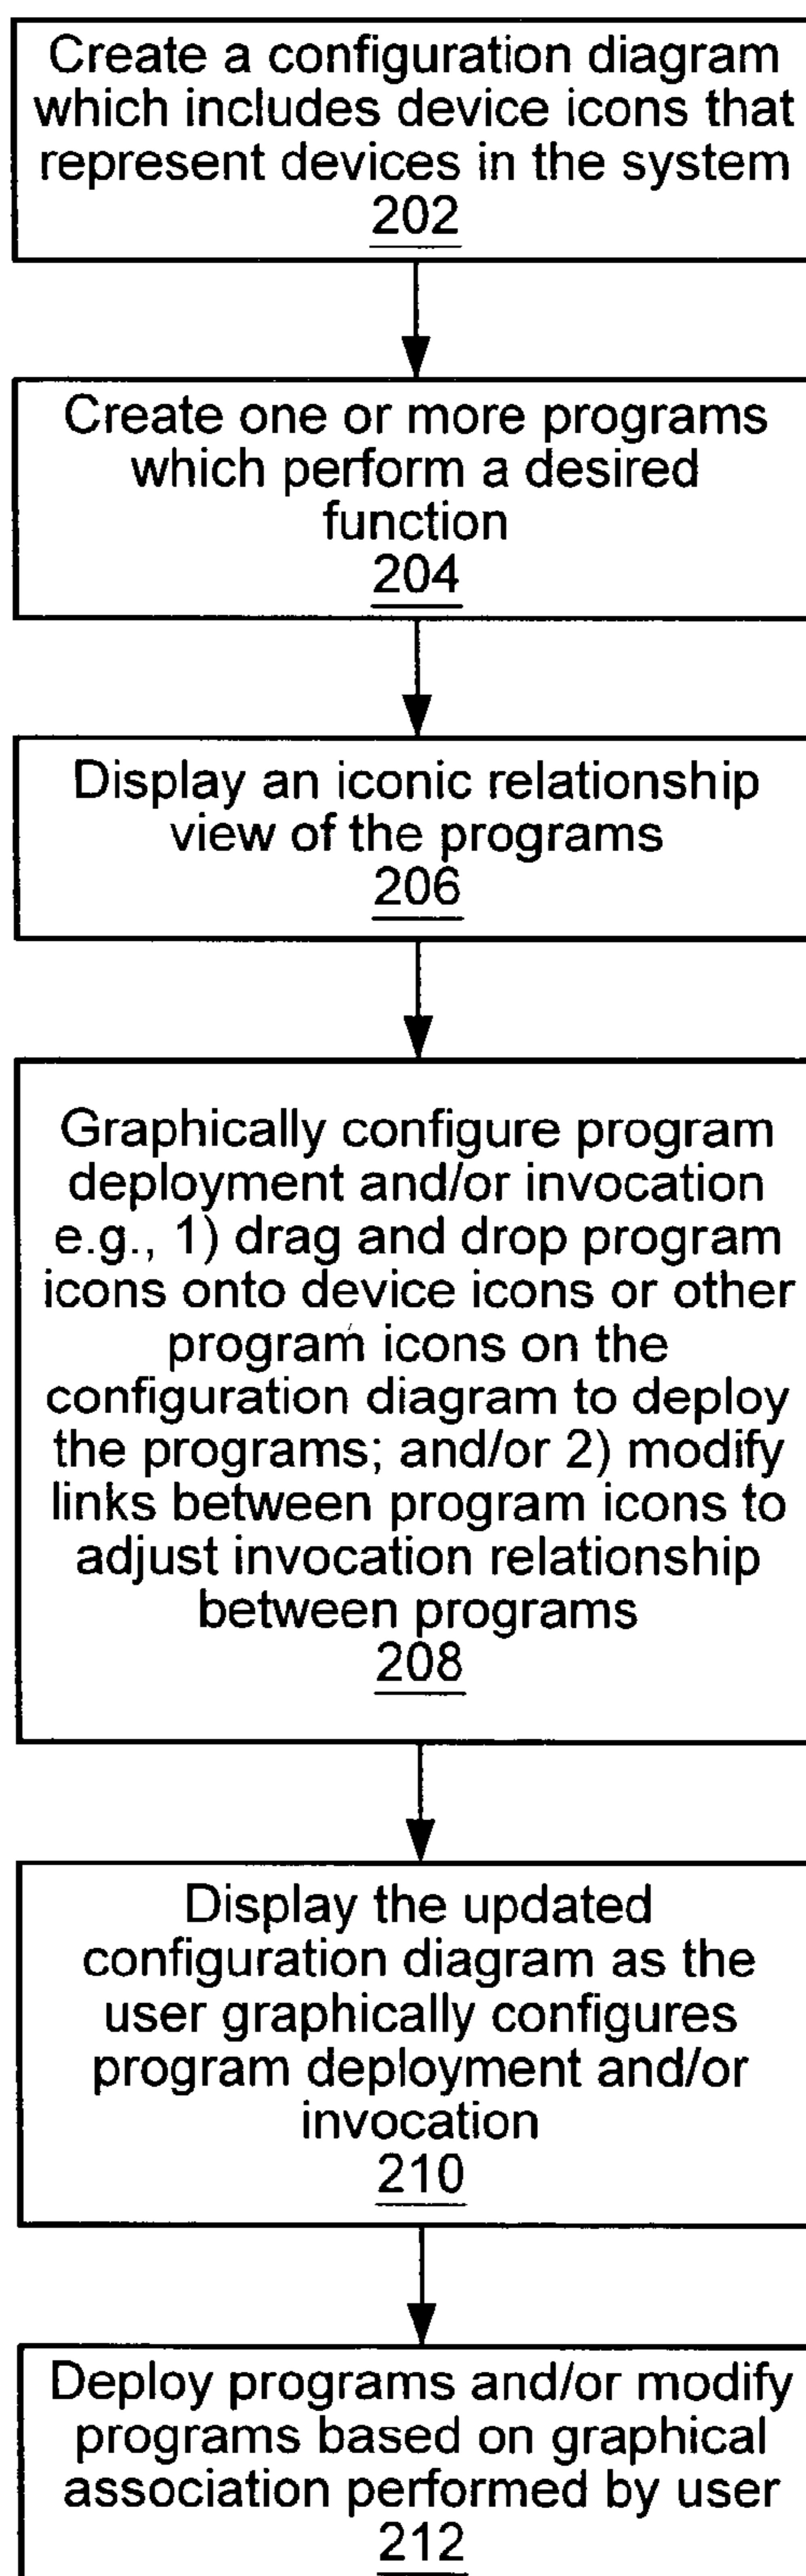 Create a configuration diagram
which includes device icons that
represent devices in the system
202
Create one or more programs
which perform a desired
function
204
Display an iconic relationship
view of the programs
206
Graphically configure program
deployment and/or invocation
e.g., 1) drag and drop program
icons onto device icons or other
program icons on the
configuration diagram to deploy
the programs; and/or 2) modify
links between program icons to
adjust invocation relationship
between programs
208
Display the updated
configuration diagram as the
user graphically configures
program deployment and/or
invocation
210
Deploy programs and/or modify
programs based on graphical
association performed by user
212